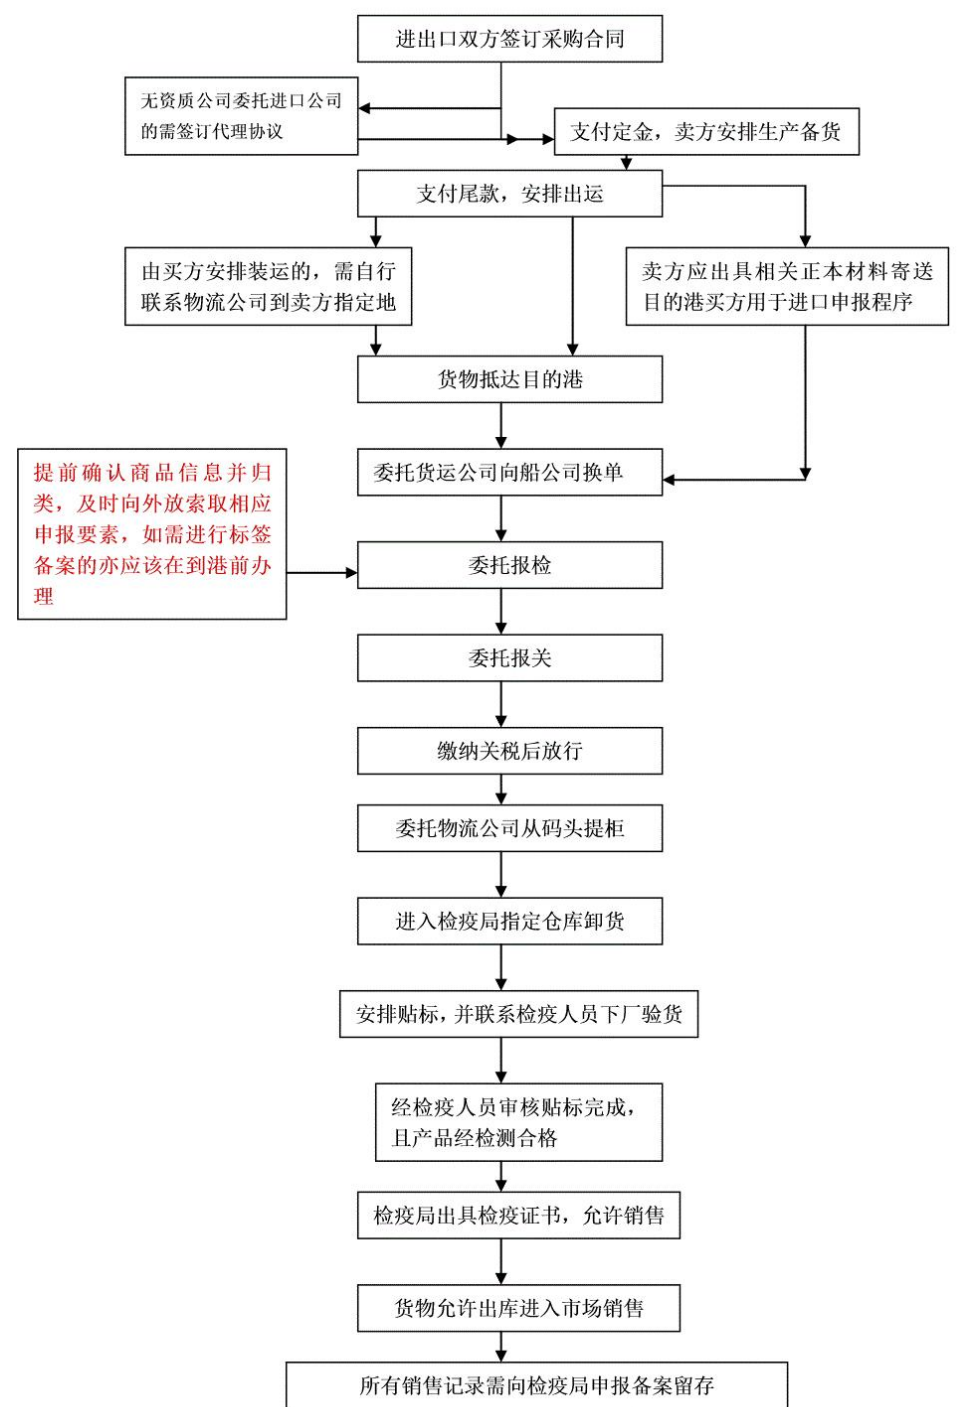 进出口双方签订采购合同
无资质公司委托进口公司
的需签订代理协议
支付定金，卖方安排生产备货
支付尾款，安排出运
由买方安排装运的，需自行
联系物流公司到卖方指定地
卖方应出具相关正本材料寄送
目的港买方用于进口申报程序
货物抵达目的港
委托货运公司向船公司换单
提前确认商品信息并归
类，及时向外放索取相应
申报要素，如需进行标签
备案的亦应该在到港前办
理
委托报检
委托报关
缴纳关税后放行
委托物流公司从码头提柜
进入检疫局指定仓库卸货
安排贴标，并联系检疫人员下厂验货
经检疫人员审核贴标完成，
且产品经检测合格
检疫局出具检疫证书，允许销售
货物允许出库进入市场销售
所有销售记录需向检疫局申报备案留存